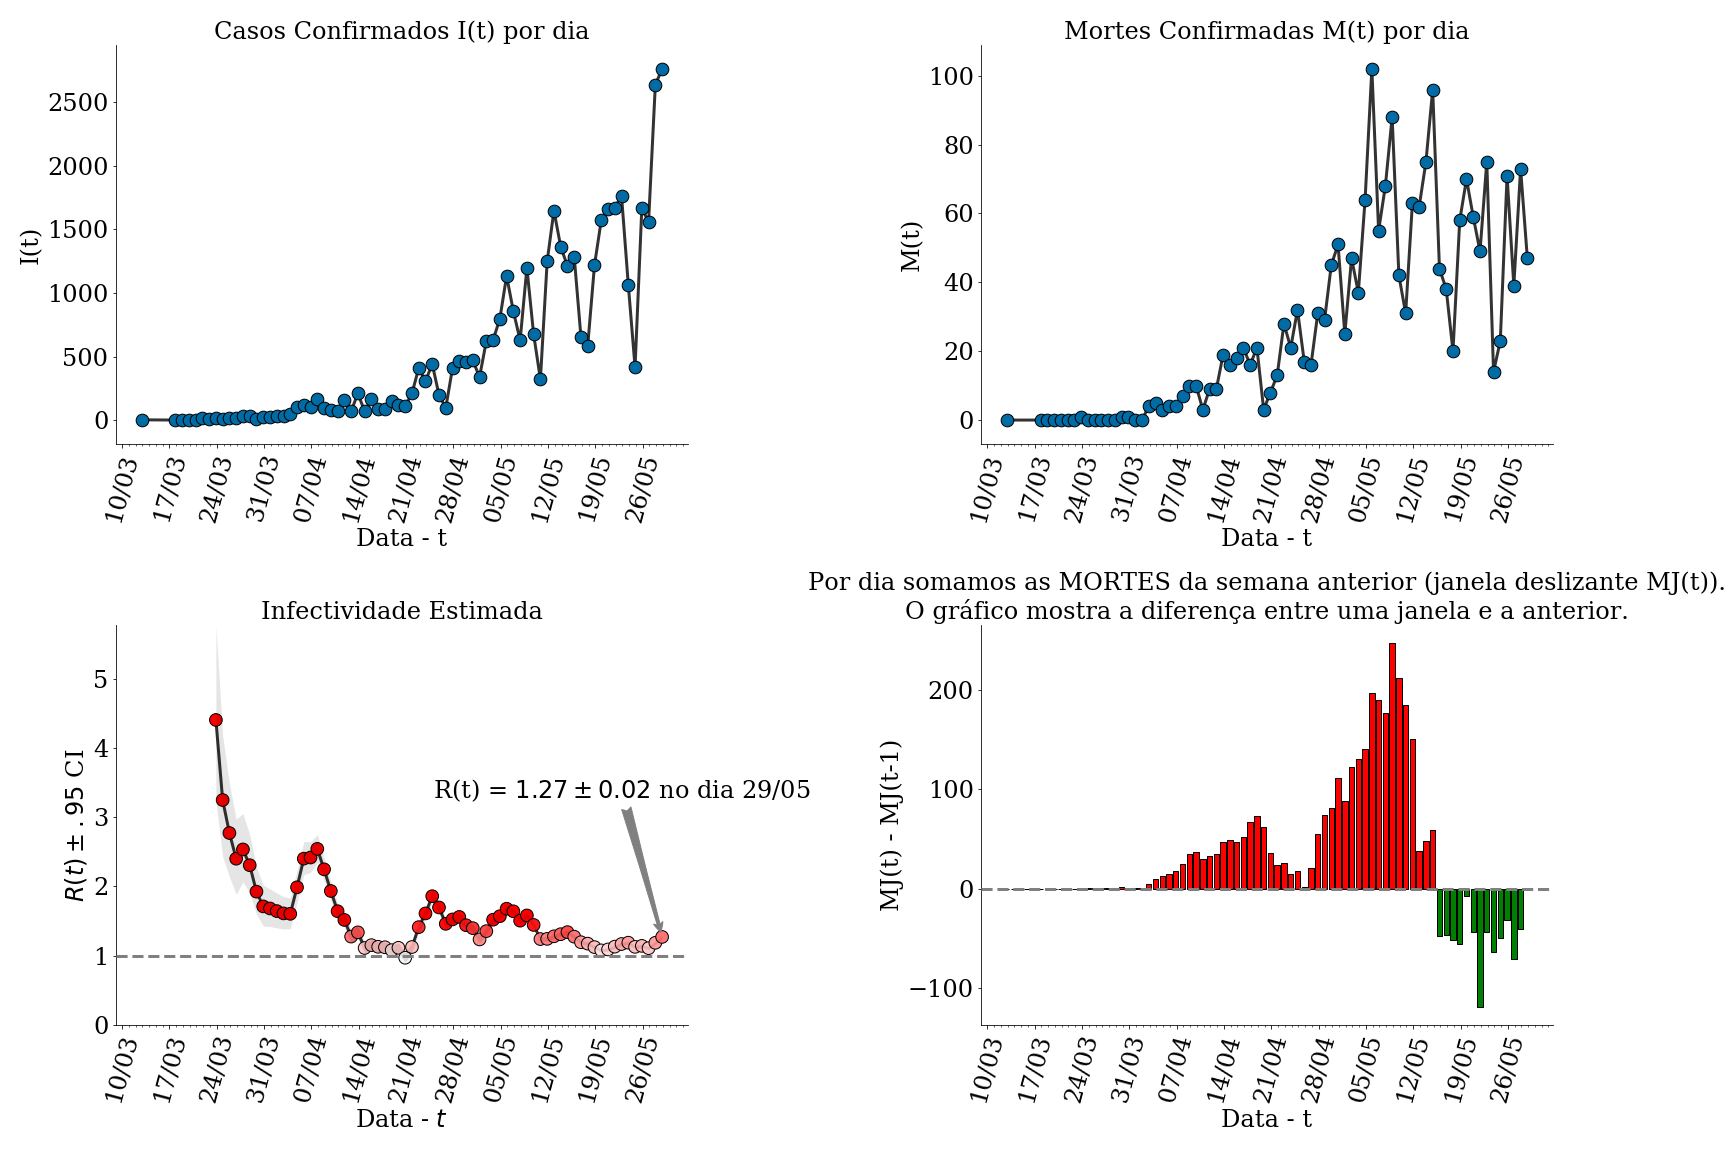 Casos Confirmados I(t) por dia
I(t)
2500
2000
1500
1000
500
0
10/03 17/03 24/03 31/03 07/04 14/04 21/04 28/04 05/05 12/05 19/05 26/05
Data - t
Mortes Confirmadas M(t) por dia
M(t)
100
80
60
40
20
0
10/03 17/03 24/03 31/03 07/04 14/04 21/04 28/04 05/05 12/05 19/05 26/05
Data - t
Infectividade Estimada
R(t) ± .95 CI
5
4
3
2
1
0
R(t) = 1.27 ± 0.02 no dia 29/05
10/03 17/03 24/03 31/03 07/04 14/04 21/04 28/04 05/05 12/05 19/05 26/05
Data - t
Por dia somamos as MORTES da semana anterior (janela deslizante MJ(t)).
O gráfico mostra a diferença entre uma janela e a anterior.
MJ(t) - MJ(t-1)
200
100
0
−100
10/03 17/03 24/03 31/03 07/04 14/04 21/04 28/04 05/05 12/05 19/05 26/05
Data - t